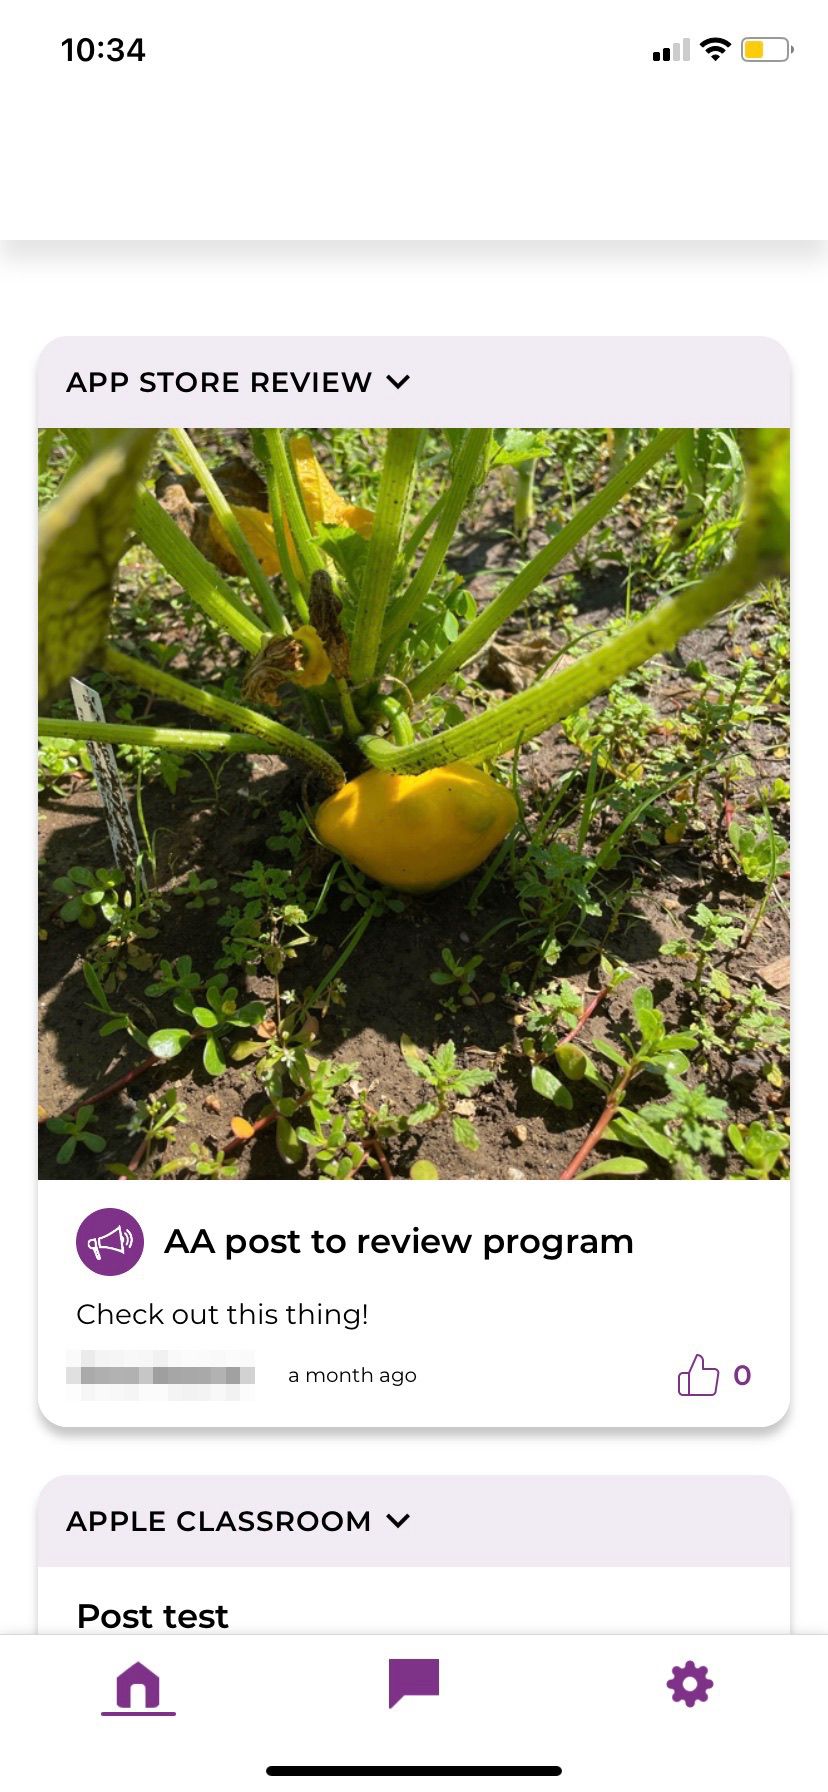 10:34
APP STORE REVIEW
AA post to review program
Check out this thing!
a month ago
0
APPLE CLASSROOM
Post test